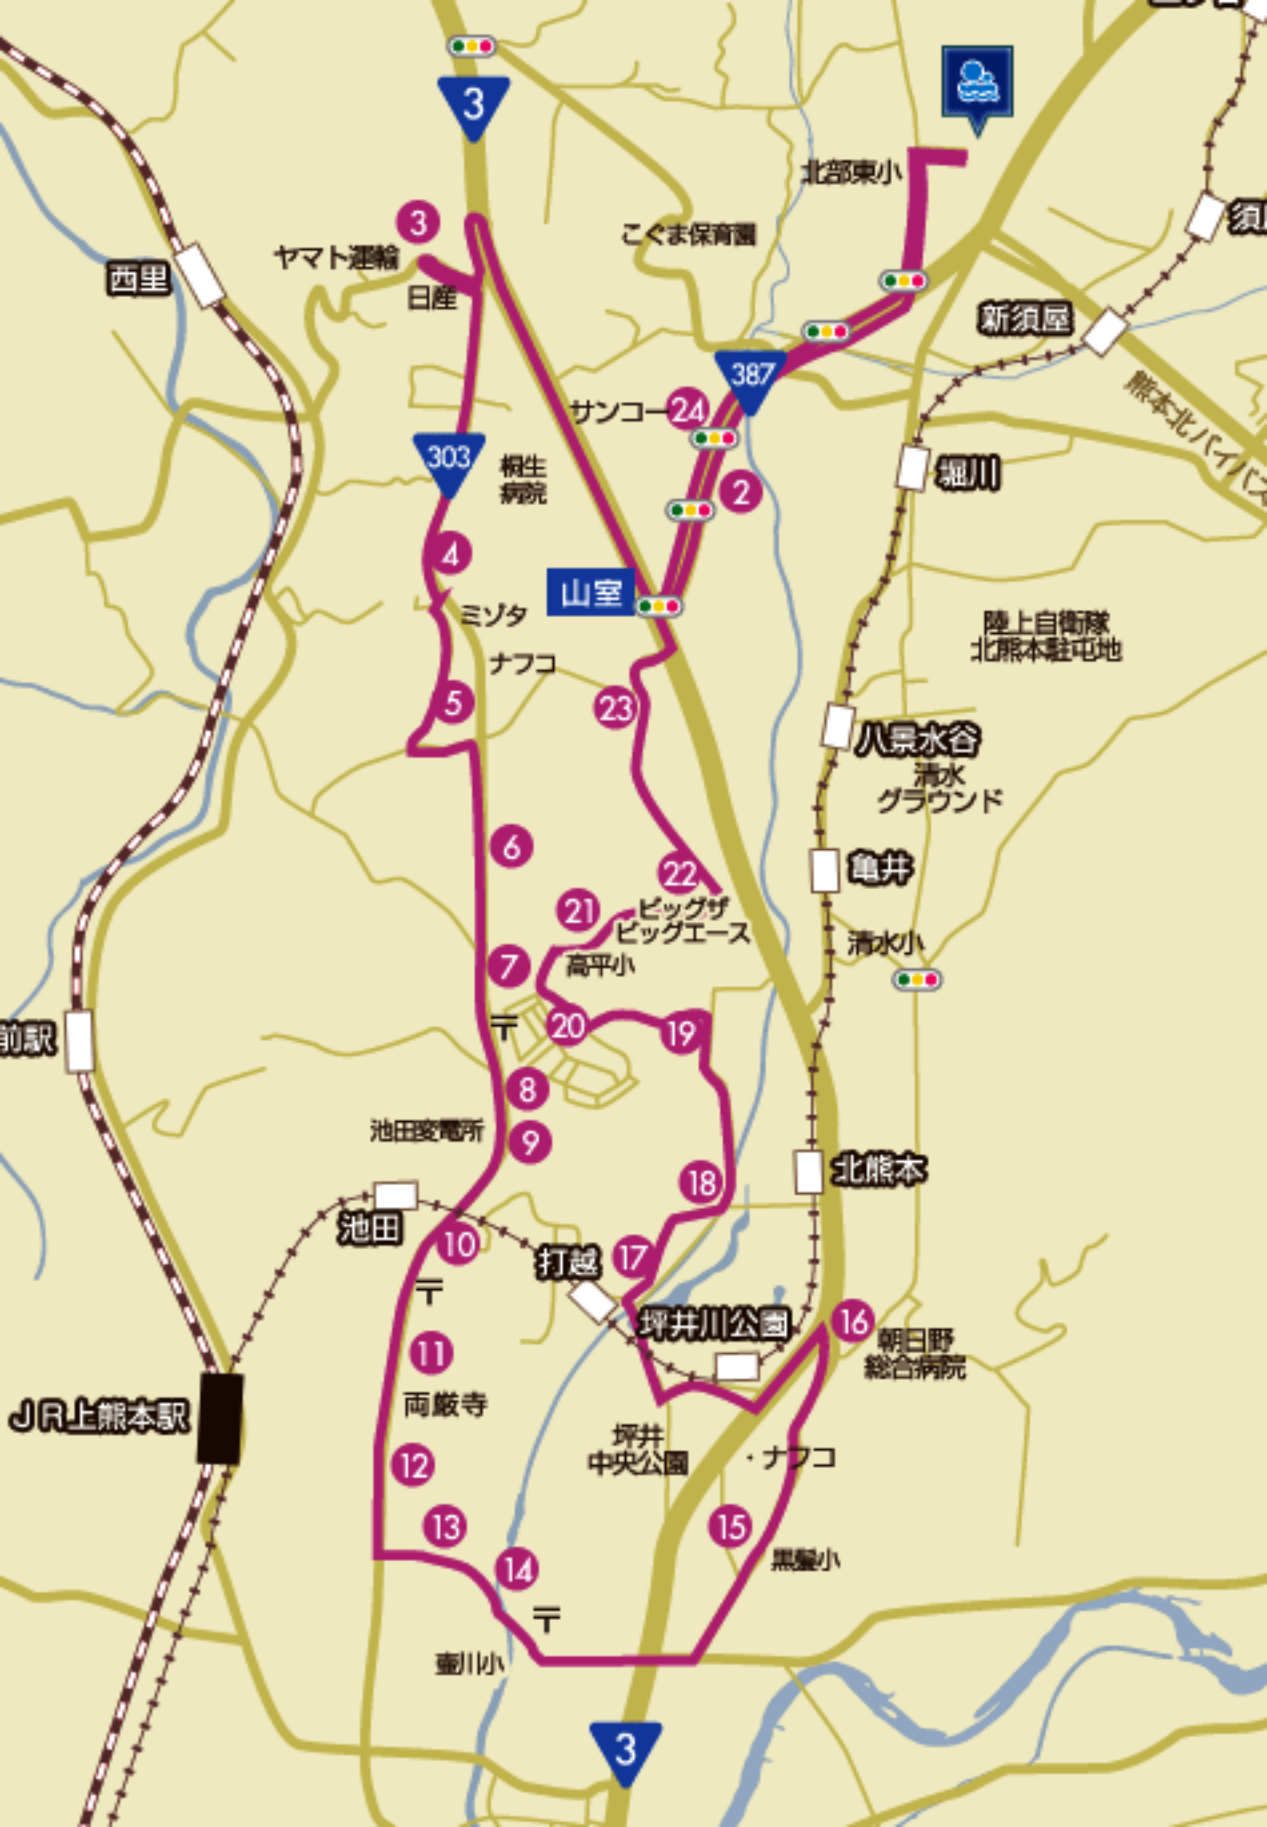 3
北部東小
3
こぐま保育園
ヤマト運輸
西里
日産
新須屋
387
熊本北バイパス
サンコー
24
303
桐生
病院
堀川
2
4
山室
ミゾタ
陸上自衛隊
北熊本駐屯地
ナフコ
5
23
八景水谷
清水
グラウンド
6
22
亀井
21
ビッグザ
ビッグエース
清水小
7
高平小
〒
20
19
前駅
8
池田変電所
9
18
北熊本
池田
10
17
打越
〒
坪井川公園
16
朝日野
総合病院
11
両厳寺
JR上熊本駅
坪井
中央公園
・ナフコ
12
13
15
14
黒髪小
〒
壷川小
3